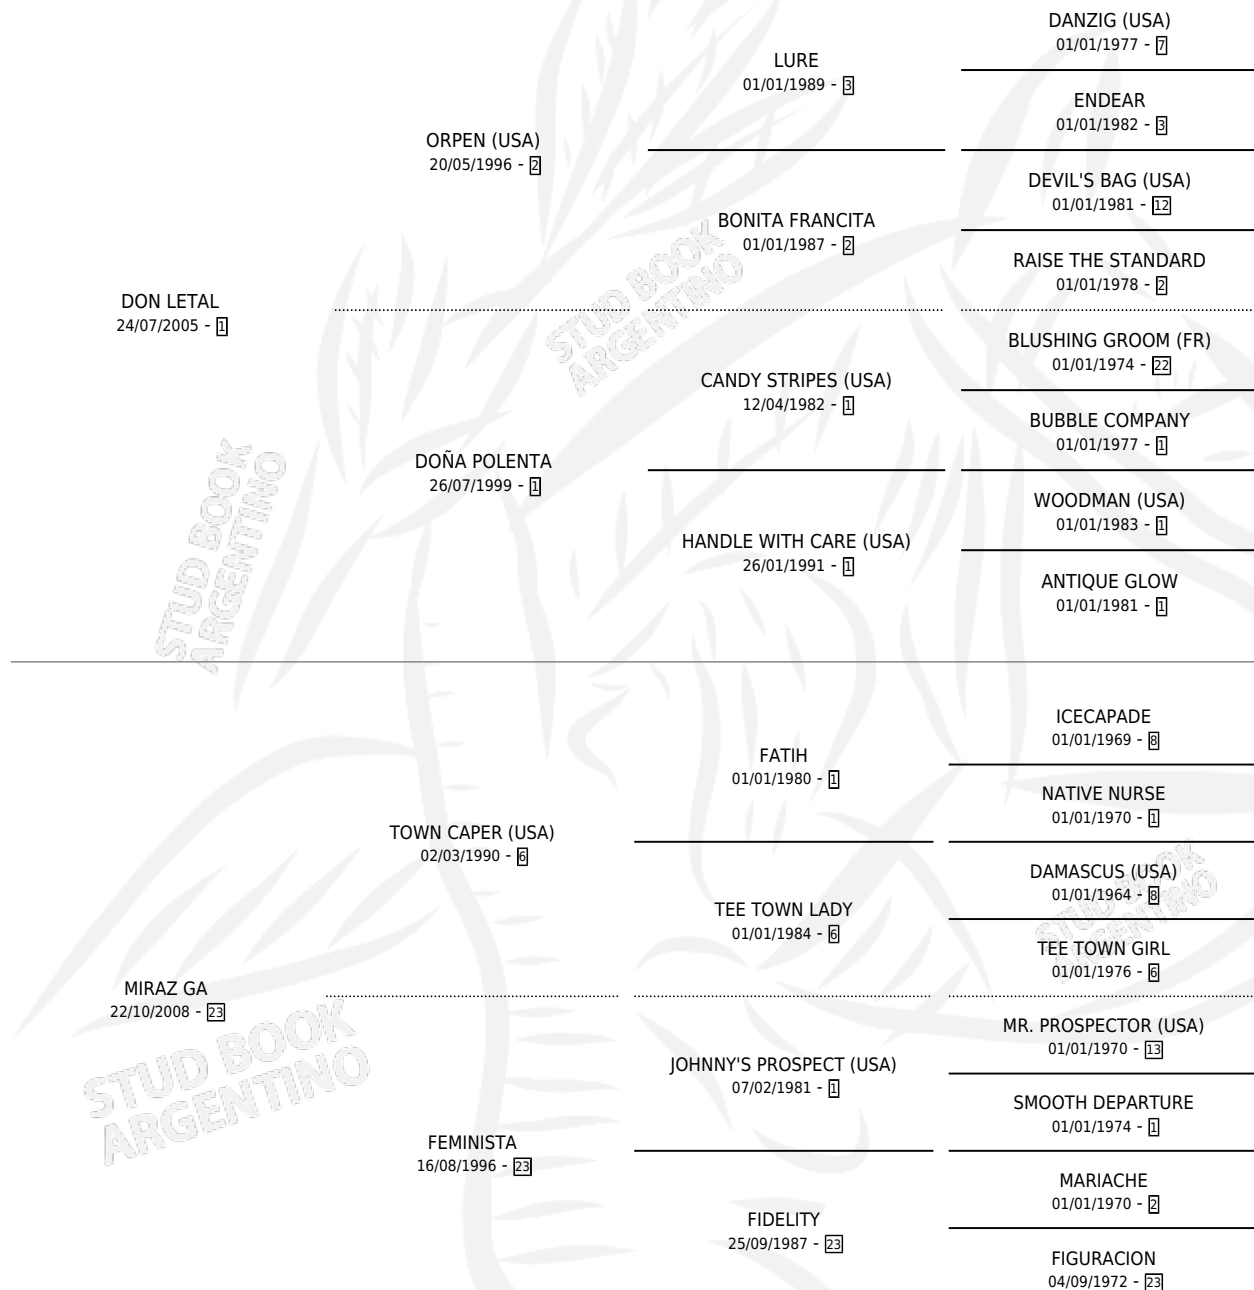 DANZIG (USA)
01/01/1977 - 7
LURE
01/01/1989 - 3
ENDEAR
01/01/1982 - 3
ORPEN (USA)
20/05/1996 - 2
DEVIL'S BAG (USA)
01/01/1981 - 12
BONITA FRANCITA
01/01/1987 - 2
RAISE THE STANDARD
01/01/1978 - 2
DON LETAL
24/07/2005 - 1
BLUSHING GROOM (FR)
01/01/1974 - 22
CANDY STRIPES (USA)
12/04/1982 - 1
BUBBLE COMPANY
01/01/1977 - 1
DOÑA POLENTA
26/07/1999 - 1
WOODMAN (USA)
01/01/1983 - 1
HANDLE WITH CARE (USA)
26/01/1991 - 1
ANTIQUE GLOW
01/01/1981 - 1
ICECAPADE
01/01/1969 - 8
FATIH
01/01/1980 - 1
NATIVE NURSE
01/01/1970 - 1
TOWN CAPER (USA)
02/03/1990 - 6
DAMASCUS (USA)
01/01/1964 - 8
TEE TOWN LADY
01/01/1984 - 6
TEE TOWN GIRL
01/01/1976 - 6
MIRAZ GA
22/10/2008 - 23
MR. PROSPECTOR (USA)
01/01/1970 - 13
JOHNNY'S PROSPECT (USA)
07/02/1981 - 1
SMOOTH DEPARTURE
01/01/1974 - 1
FEMINISTA
16/08/1996 - 23
MARIACHE
01/01/1970 - 2
FIDELITY
25/09/1987 - 23
FIGURACION
04/09/1972 - 23
STUD BOOK
ARGENTINO
STUD BOOK
ARGENTINO
STUD BOOK
ARGENTINO
STUD BOOK
ARGENTINO